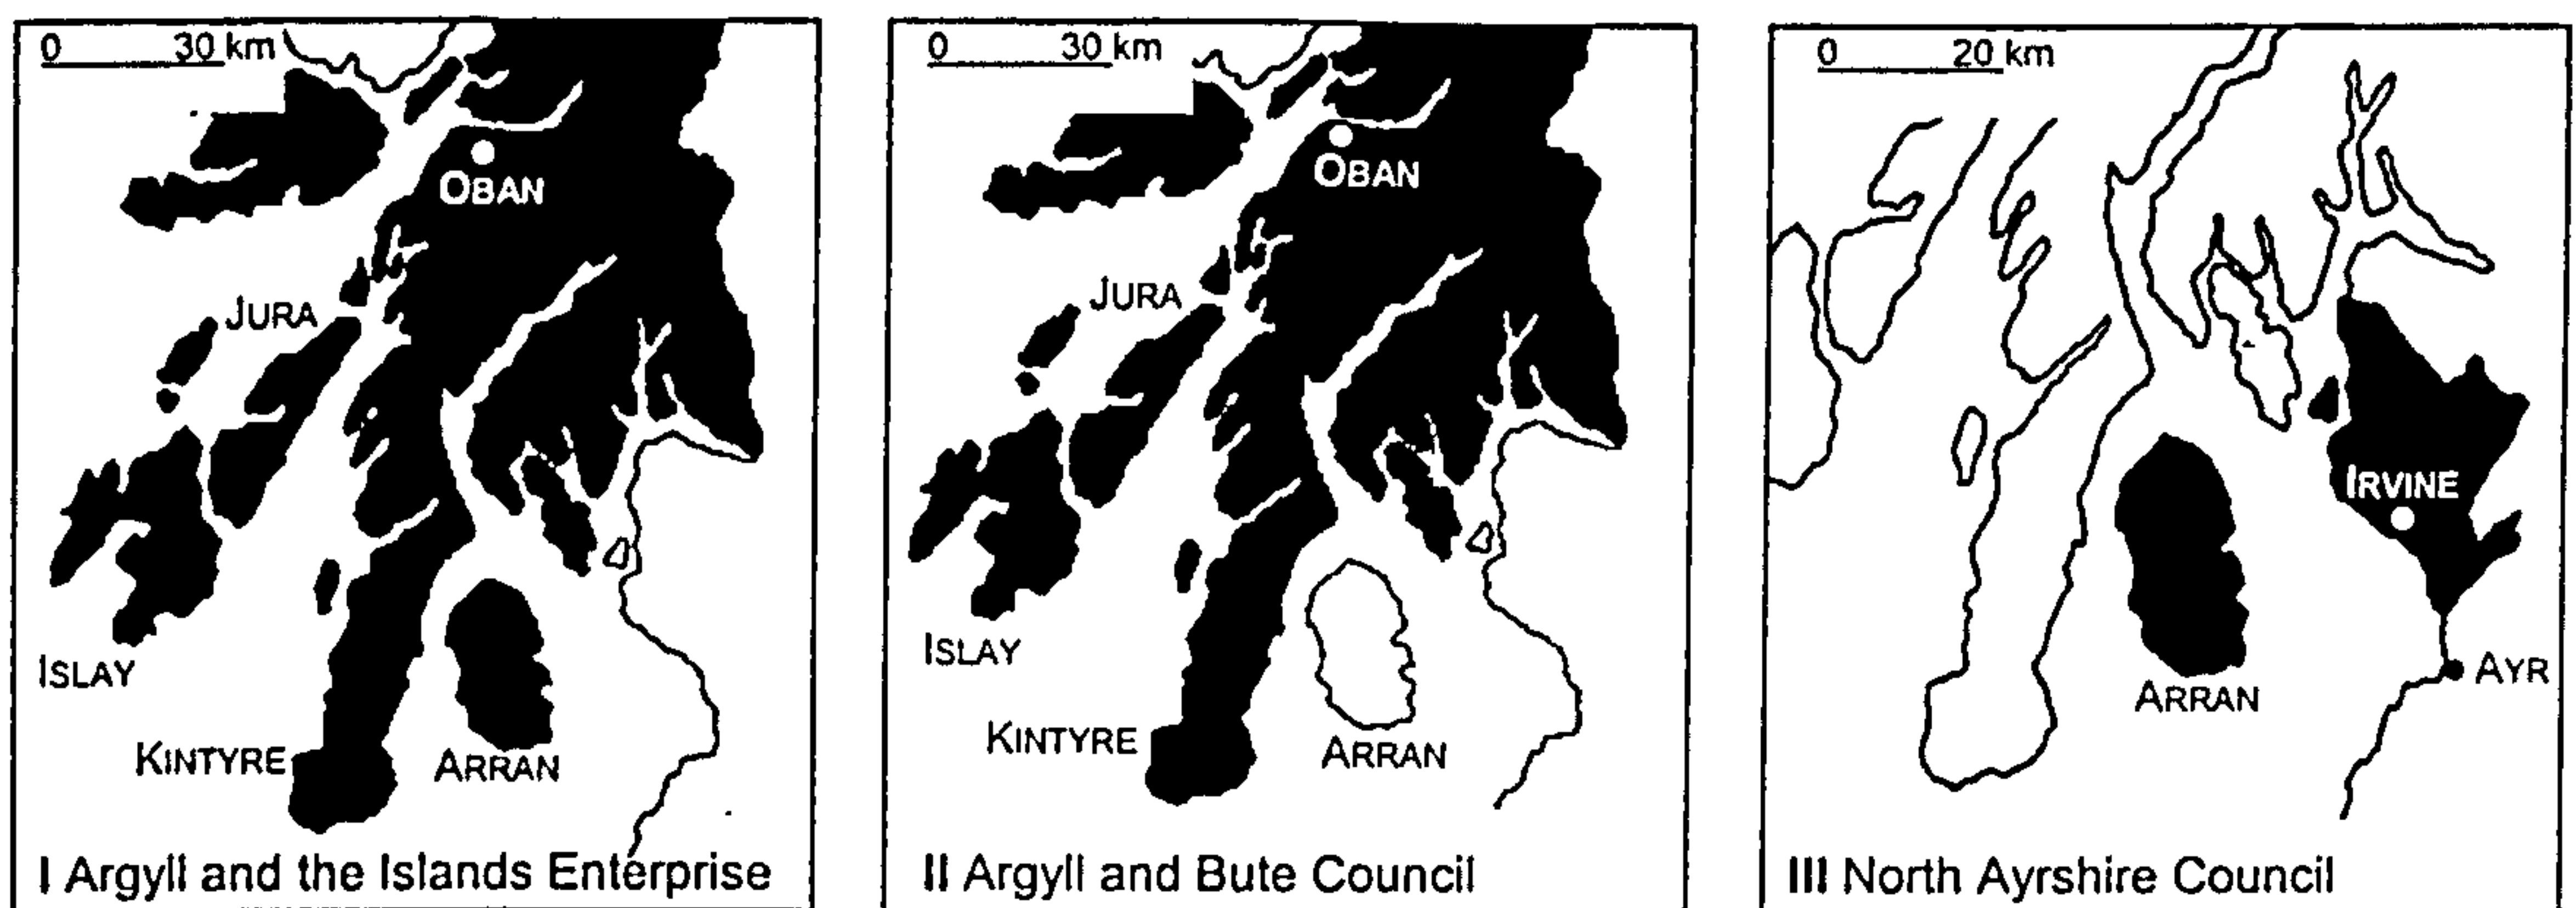 0 30 km
OBAN
JURA
ISLAY
KINTYRE
ARRAN
I Argyll and the Islands Enterprise
0 30 km
OBAN
JURA
ISLAY
KINTYRE
ARRAN
II Argyll and Bute Council
0 20 km
IRVINE
AYR
ARRAN
III North Ayrshire Council